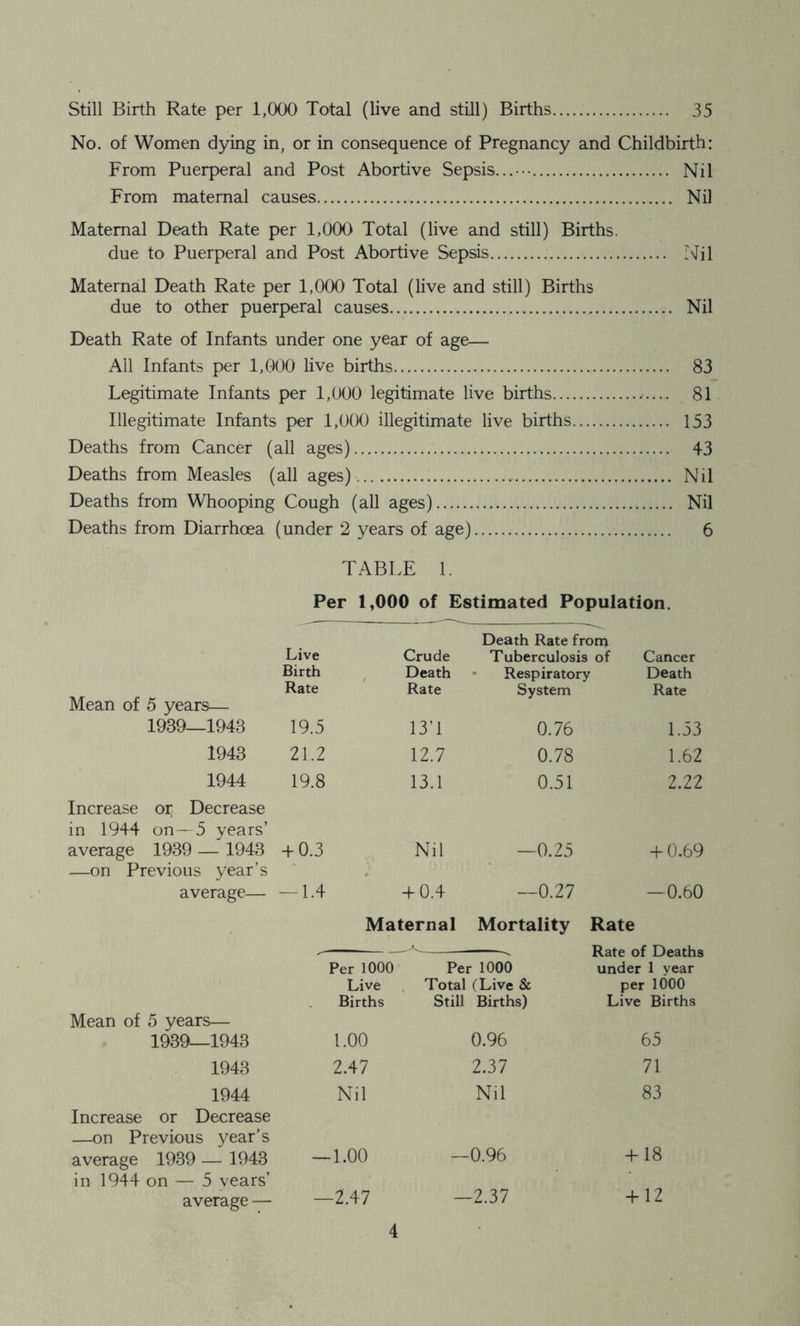 Still Birth Rate per 1,000 Total (live and still) Births.................... 35
No. of Women dying in, or in consequence of Pregnancy and Childbirth:
From Puerperal and Post Abortive Sepsis............................ Nil
From maternal causes............................................................ Nil
Maternal Death Rate per 1,000 Total (live and still) Births.
due to Puerperal and Post Abortive Sepsis.............................. Nil
Maternal Death Rate per 1,000 Total (live and still) Births
due to other puerperal causes................................................ Nil
Death Rate of Infants under one year of age—
All Infants per 1,000 live births............................................... 83
Legitimate Infants per 1,000 legitimate live births.................... 81
Illegitimate Infants per 1,000 illegitimate live births................. 153
Deaths from Cancer (all ages)...................................................... 43
Deaths from Measles (all ages)...................................................... Nil
Deaths from Whooping Cough (all ages)......................................... Nil
Deaths from Diarrhœa (under 2 years of age).................................. 6
TABLE 1.
Per 1,000 of Estimated Population.
Death Rate from
Live Crude Tuberculosis of Cancer
Birth Death Respiratory Death
Rate Rate System Rate
Mean of 5 years—
1939—1943 19.5 13'1 0.76 1.53
1943 21.2 12.7 0.78 1.62
1944 19.8 13.1 0.51 2.22
Increase or Decrease
in 1944 on—5 years'
average 1939 — 1943 +0.3 Nil —0.25 +0.69
—on Previous year's
average— —1.4 +0.4 —0.27 —0.60
Maternal Mortality Rate
Rate of Deaths
Per 1000 Per 1000 under 1 year
Live Total (Live & per 1000
Births Still Births) Live Births
Mean of 5 years—
1939—1943 1.00 0.96 65
1943 2.47 2.37 71
1944 Nil Nil 83
Increase or Decrease
—on Previous year's
average 1939 — 1943 —1.00 —0.96 +18
in 1944 on — 5 years'
average— —2.47 —2.37 +12
4